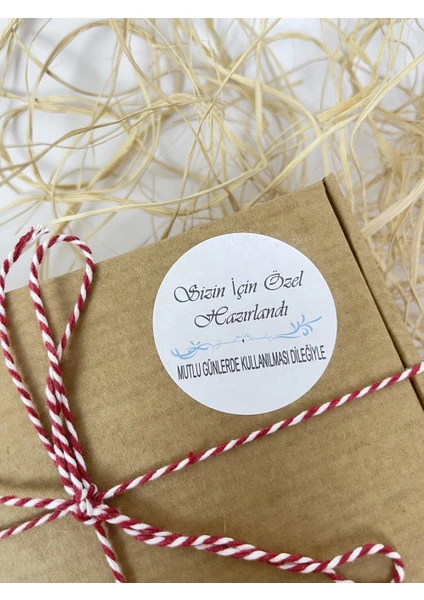 Sizin İçin Özel
Hazırlandı
MUTLU GÜNLERDE KULLANILMASI DİLEĞİYLE